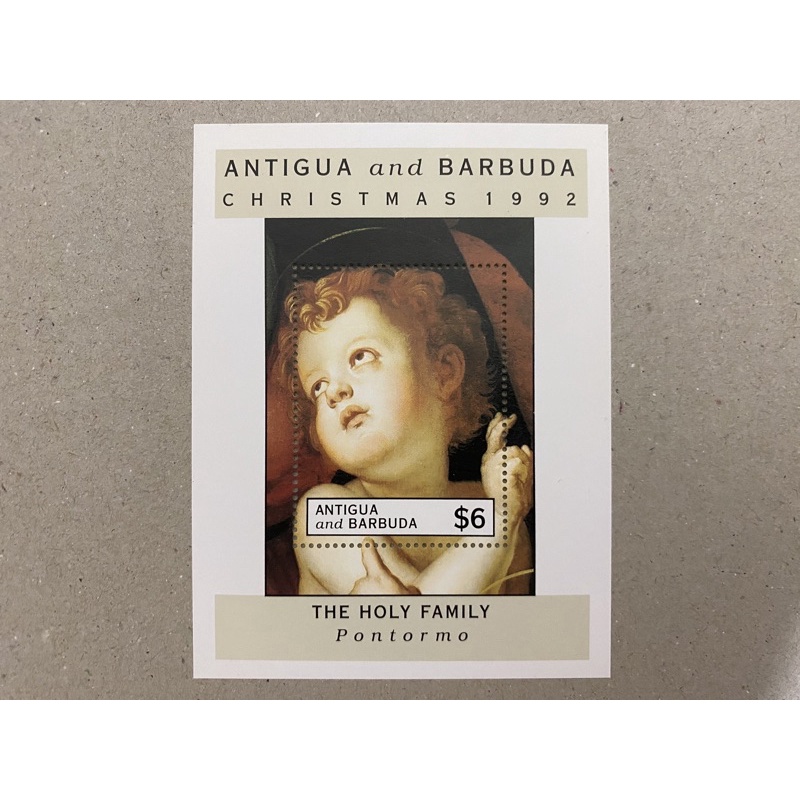 ANTIGUA and BARBUDA
CHRISTMAS 1992
ANTIGUA
and BARBUDA $6
THE HOLY FAMILY
Pontormo